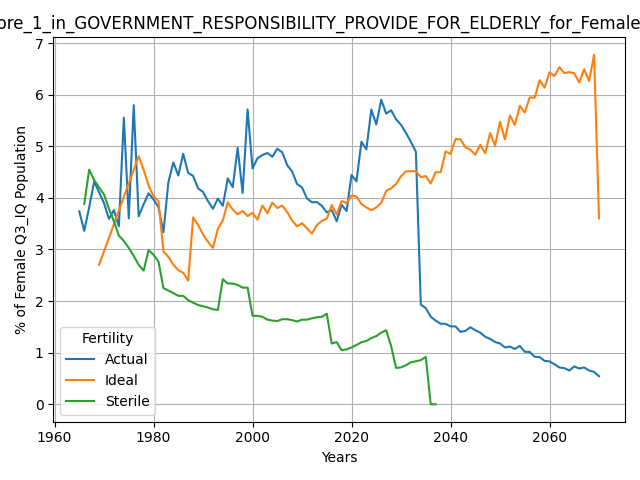 ore_1_in_GOVERNMENT_RESPONSIBILITY_PROVIDE_FOR_ELDERLY_for_Female
% of Female Q3_IQ Population
7
6
5
4
3
2
1
0
Fertility
Actual
Ideal
Sterile
1960 1980 2000 2020 2040 2060
Years